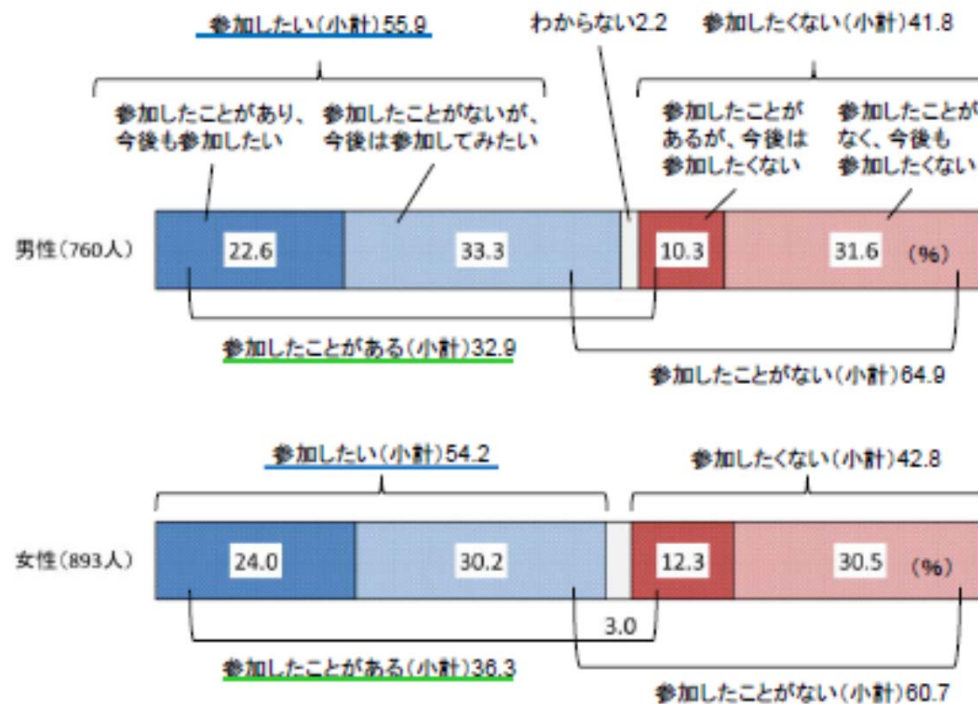 参加したい(小計)55.9
わからない2.2
参加したくない(小計)41.8
参加したことがあり、
今後も参加したい
参加したことがないが、
今後は参加してみたい
参加したことが
あるが、今後は
参加したくない
参加したことが
なく、今後も
参加したくない
男性(760人)
22.6
33.3
10.3
31.6
(%)
参加したことがある(小計)32.9
参加したことがない(小計)64.9
参加したい(小計)54.2
参加したくない(小計)42.8
女性(893人)
24.0
30.2
12.3
30.5
(%)
3.0
参加したことがある(小計)36.3
参加したことがない(小計)60.7